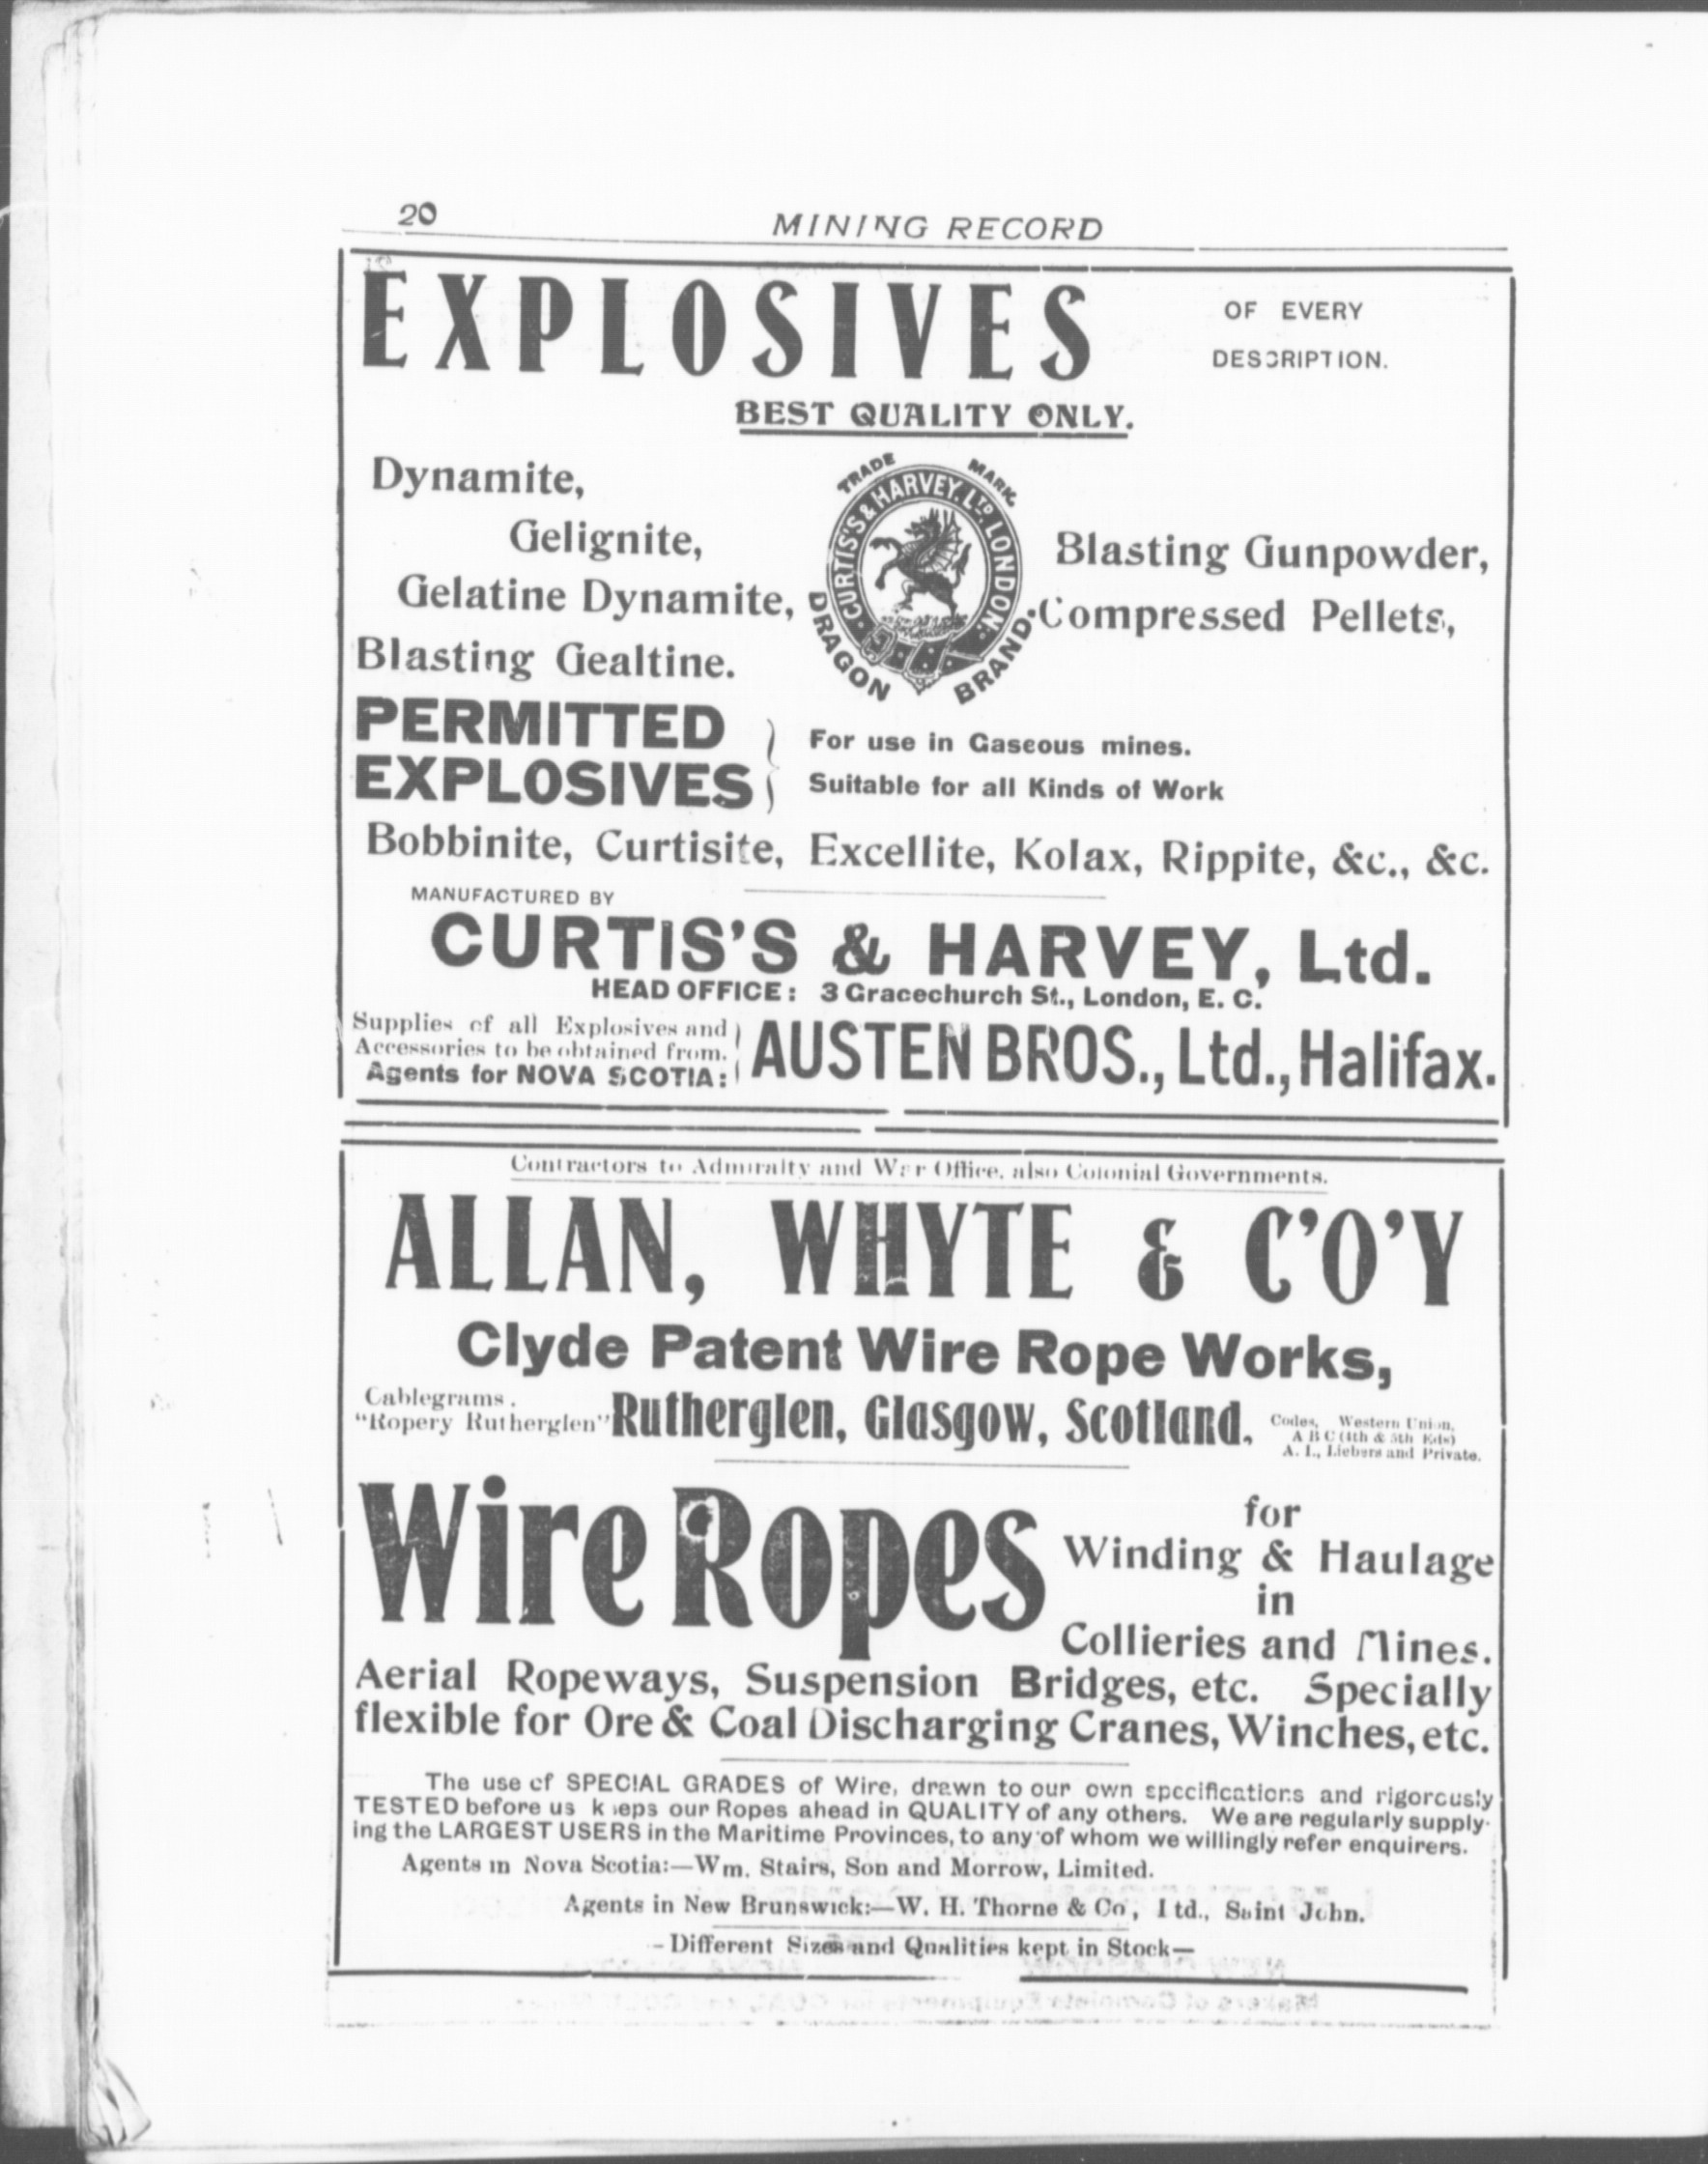 20 MINING RECORD
EXPLOSIVES OF EVERY
DESCRIPTION.
BEST QUALITY ONLY.
Dynamite,
Gelignite,
Gelatine Dynamite,
Blasting Gealtine.
TRADE MARK.
CURTIS'S & HARVEY. LTD. LONDON.
DRAGON BRAND.
Blasting Gunpowder,
Compressed Pellets,
PERMITTED
EXPLOSIVES
For use in Gaseous mines.
Suitable for all Kinds of Work
Bobbinite, Curtisite, Excellite, Kolax, Rippite, &c., &c.
MANUFACTURED BY
CURTIS'S & HARVEY, Ltd.
HEAD OFFICE: 3 Gracechurch St., London, E. C.
Supplies of all Explosives and
Accessories to be obtained from.
Agents for NOVA SCOTIA:
AUSTEN BROS., Ltd., Halifax.
Contractors to Admiralty and War Office, also Colonial Governments.
ALLAN, WHYTE & C'O'Y
Clyde Patent Wire Rope Works,
Cablegrams.
"Ropery Rutherglen"
Rutherglen, Glasgow, Scotland.
Codes, Western Union,
A B C (4th & 5th Eds)
A. I., Liebers and Private.
Wire Ropes
for
Winding & Haulage
in
Collieries and Mines.
Aerial Ropeways, Suspension Bridges, etc. Specially
flexible for Ore & Coal Discharging Cranes, Winches, etc.
The use of SPECIAL GRADES of Wire, drawn to our own specifications and rigorously
TESTED before us keeps our Ropes ahead in QUALITY of any others. We are regularly supply-
ing the LARGEST USERS in the Maritime Provinces, to any of whom we willingly refer enquirers.
Agents in Nova Scotia:—Wm. Stairs, Son and Morrow, Limited.
Agents in New Brunswick:—W. H. Thorne & Co, Ltd., Saint John.
-Different Sizes and Qualities kept in Stock—